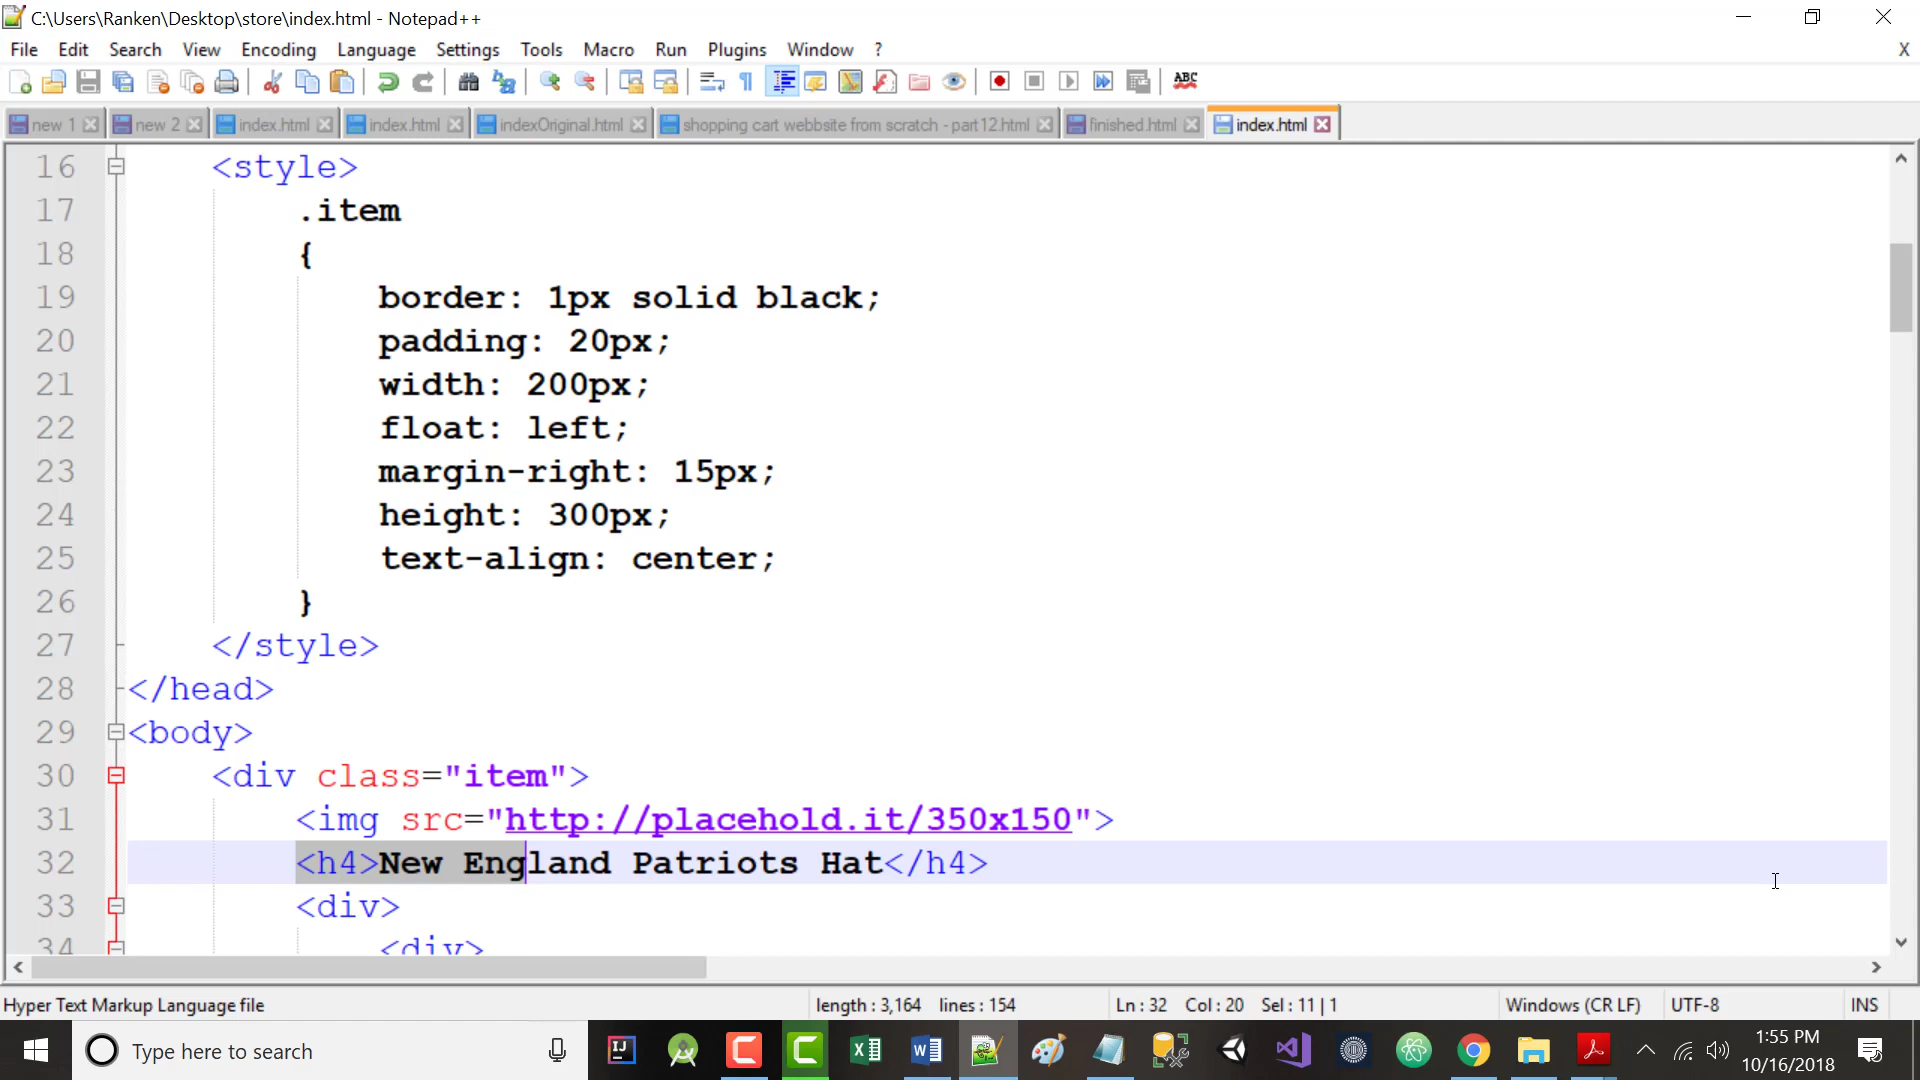 C:\Users\Ranken\Desktop\store\index.html - Notepad++
File Edit Search View Encoding Language Settings Tools Macro Run Plugins Window ? X
ABC
new 1 new 2 index.html index.html indexOriginal.html shopping cart webbsite from scratch - part12.html finished.html index.html
16 <style>
17 .item
18 {
19 border: 1px solid black;
20 padding: 20px;
21 width: 200px;
22 float: left;
23 margin-right: 15px;
24 height: 300px;
25 text-align: center;
26 }
27 </style>
28 </head>
29 <body>
30 <div class="item">
31 <img src="http://placehold.it/350x150">
32 <h4>New England Patriots Hat</h4>
33 <div>
34 <div>
Hyper Text Markup Language file length : 3,164 lines : 154 Ln : 32 Col : 20 Sel : 11 | 1 Windows (CR LF) UTF-8 INS
Type here to search
1:55 PM
10/16/2018